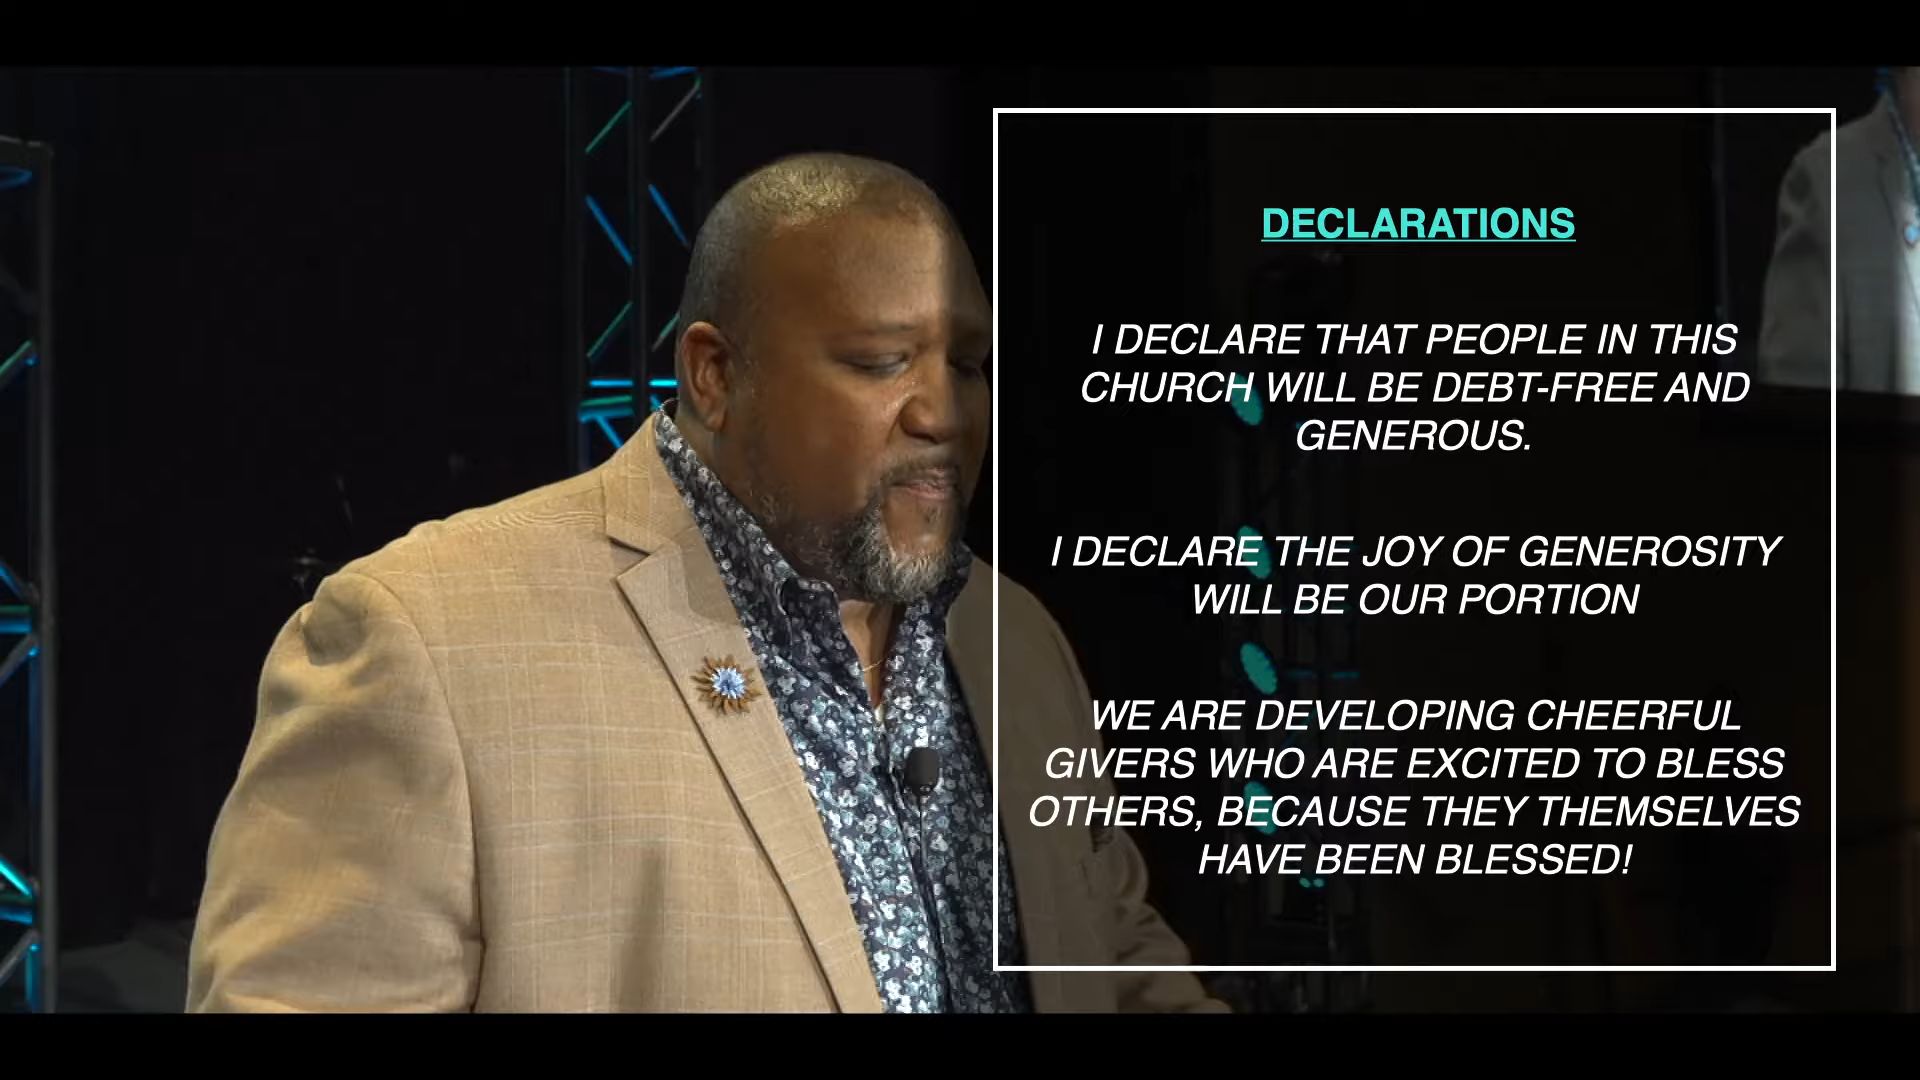 DECLARATIONS
I DECLARE THAT PEOPLE IN THIS
CHURCH WILL BE DEBT-FREE AND
GENEROUS.
I DECLARE THE JOY OF GENEROSITY
WILL BE OUR PORTION
WE ARE DEVELOPING CHEERFUL
GIVERS WHO ARE EXCITED TO BLESS
OTHERS, BECAUSE THEY THEMSELVES
HAVE BEEN BLESSED!